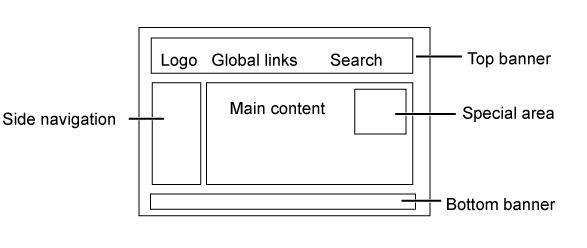 Logo Global links Search
Top banner
Side navigation
Main content
Special area
Bottom banner